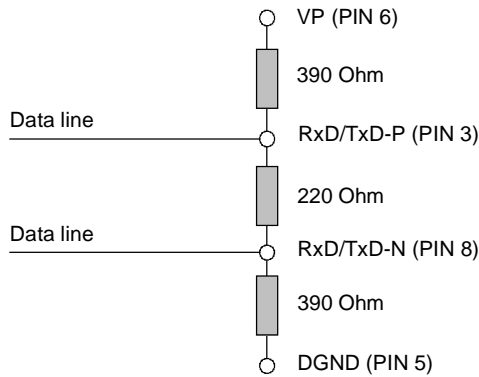 VP (PIN 6)
390 Ohm
Data line
RxD/TxD-P (PIN 3)
220 Ohm
Data line
RxD/TxD-N (PIN 8)
390 Ohm
DGND (PIN 5)